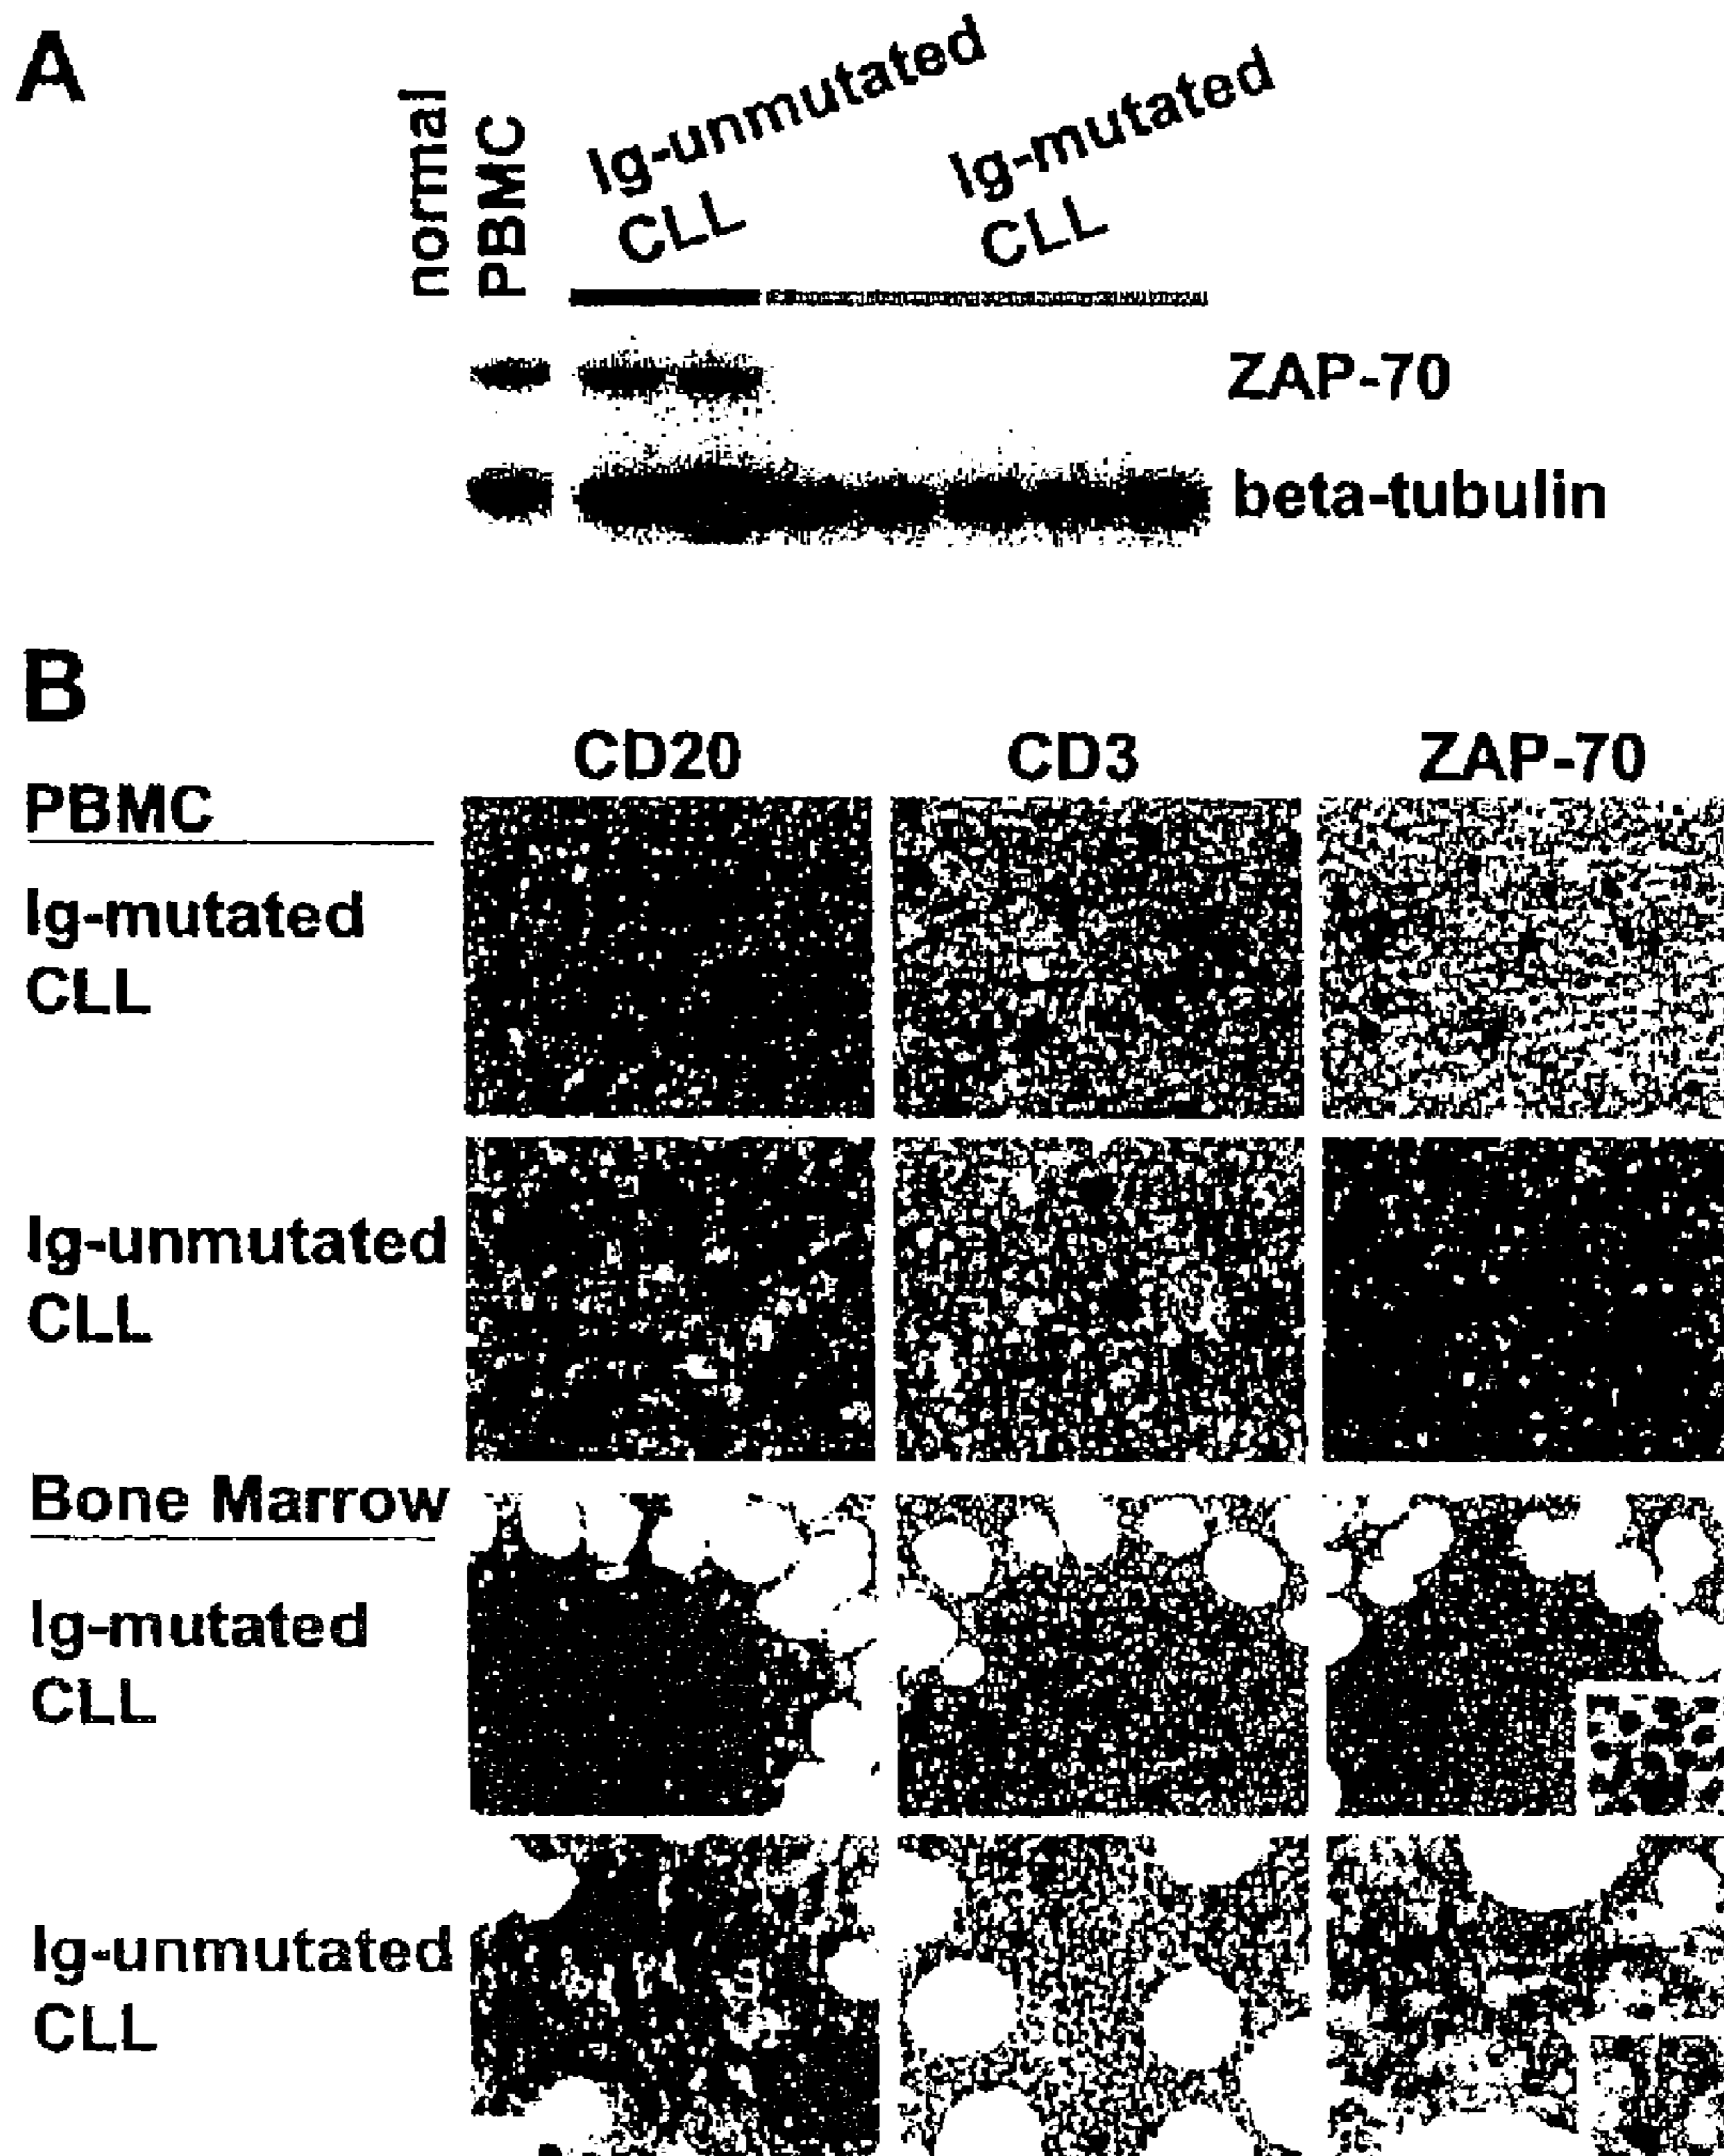 A
normal
PBMC
Ig-unmutated
CLL
Ig-mutated
CLL
ZAP-70
beta-tubulin
B
CD20 CD3 ZAP-70
PBMC
Ig-mutated
CLL
Ig-unmutated
CLL
Bone Marrow
Ig-mutated
CLL
Ig-unmutated
CLL